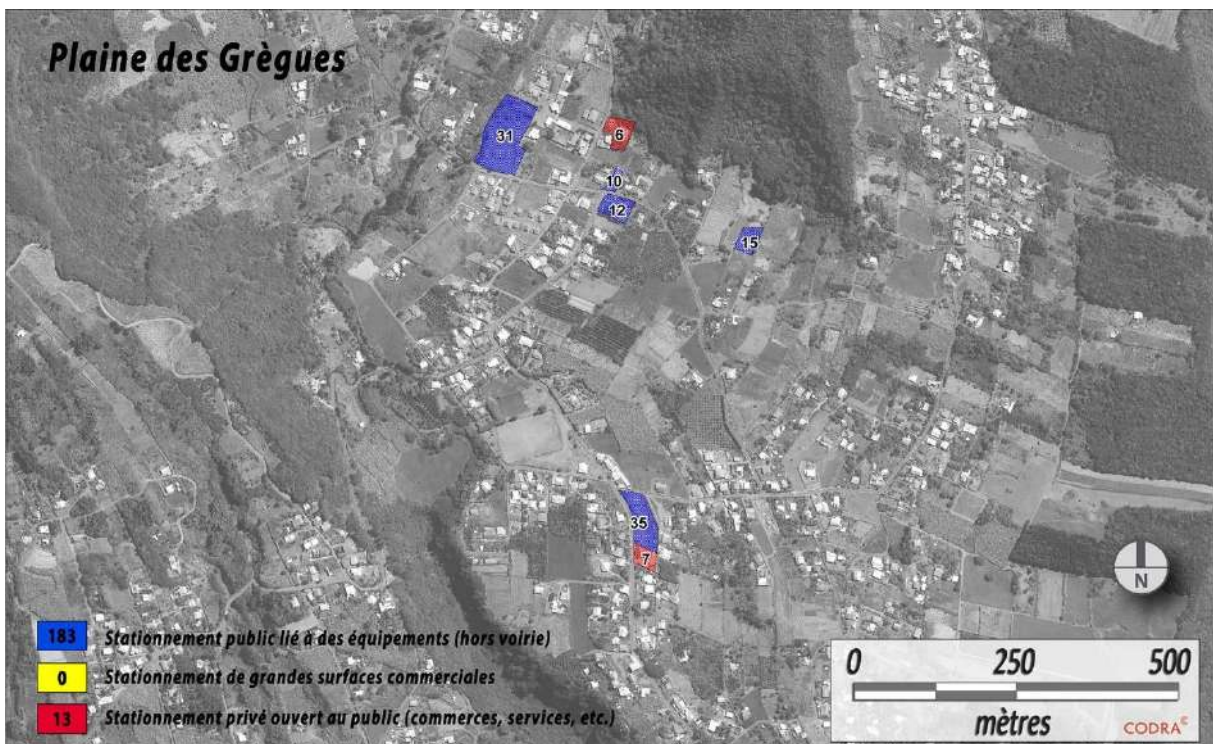 Plaine des Grègues
31
6
10
12
15
35
7
N
183 Stationnement public lié à des équipements (hors voirie)
0 Stationnement de grandes surfaces commerciales
13 Stationnement privé ouvert au public (commerces, services, etc.)
0 250 500
mètres
CODRA©